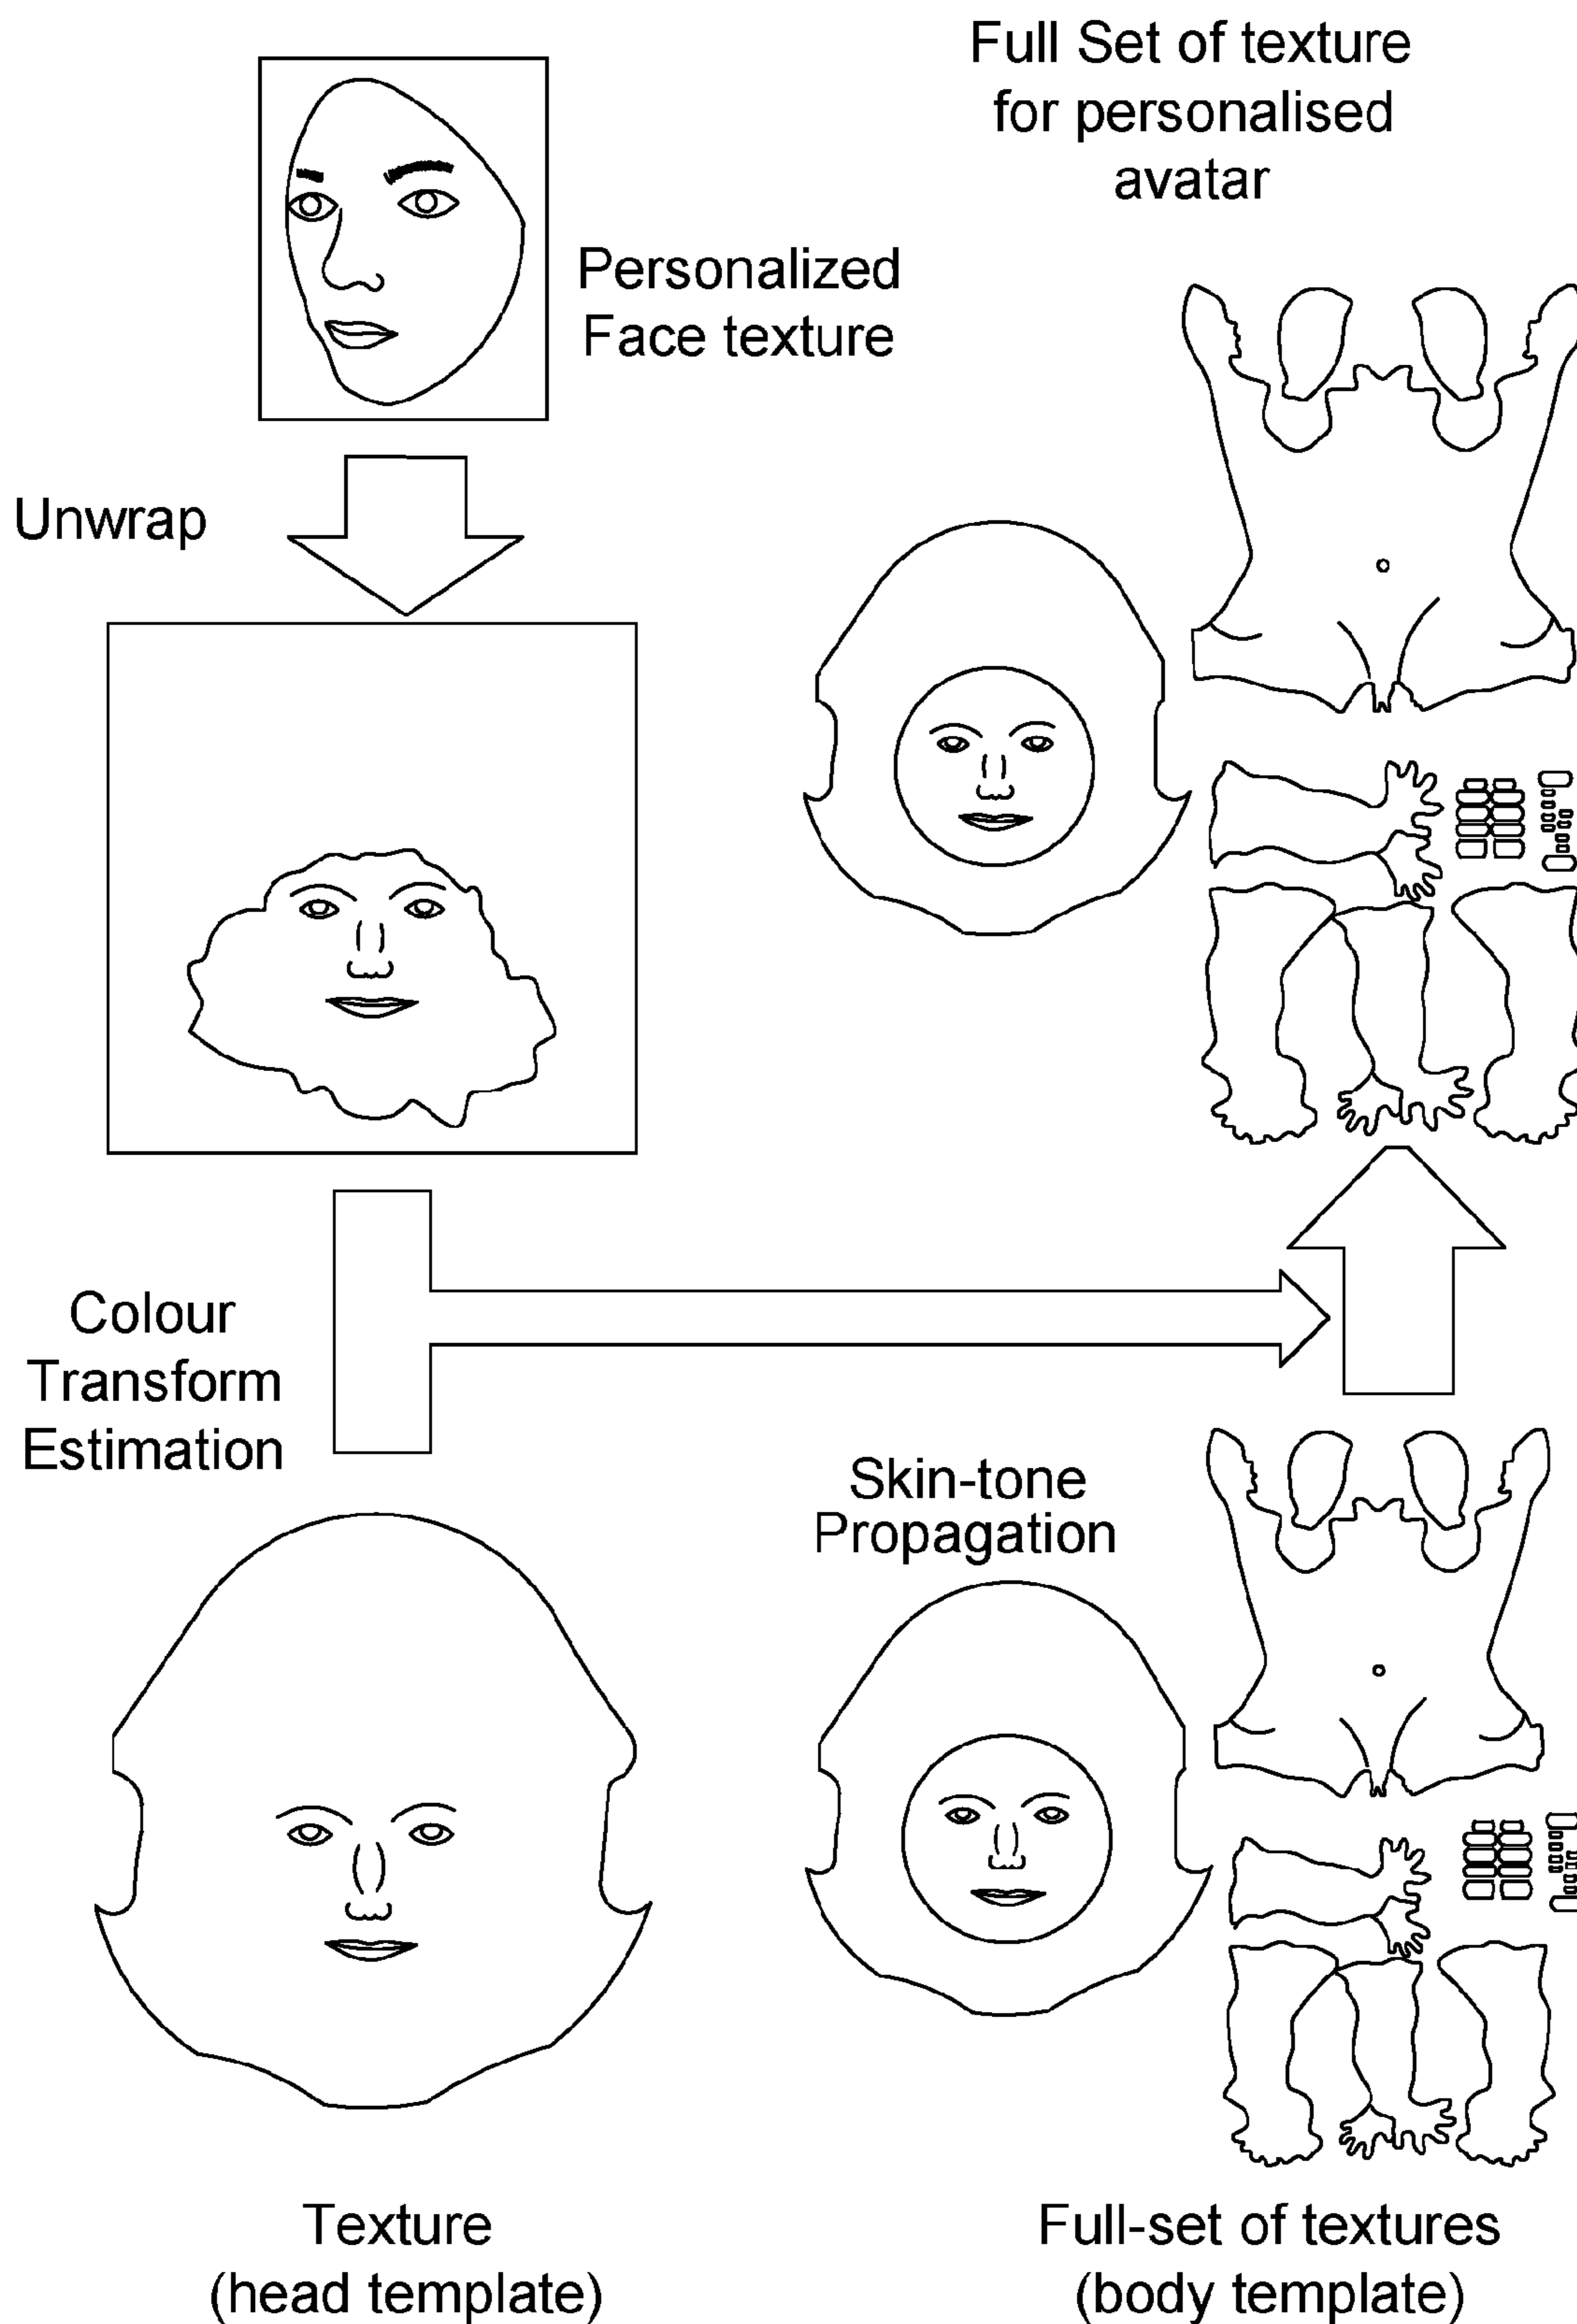 Full Set of texture
for personalised
avatar
Personalized
Face texture
Unwrap
Colour
Transform
Estimation
Skin-tone
Propagation
Texture
(head template)
Full-set of textures
(body template)